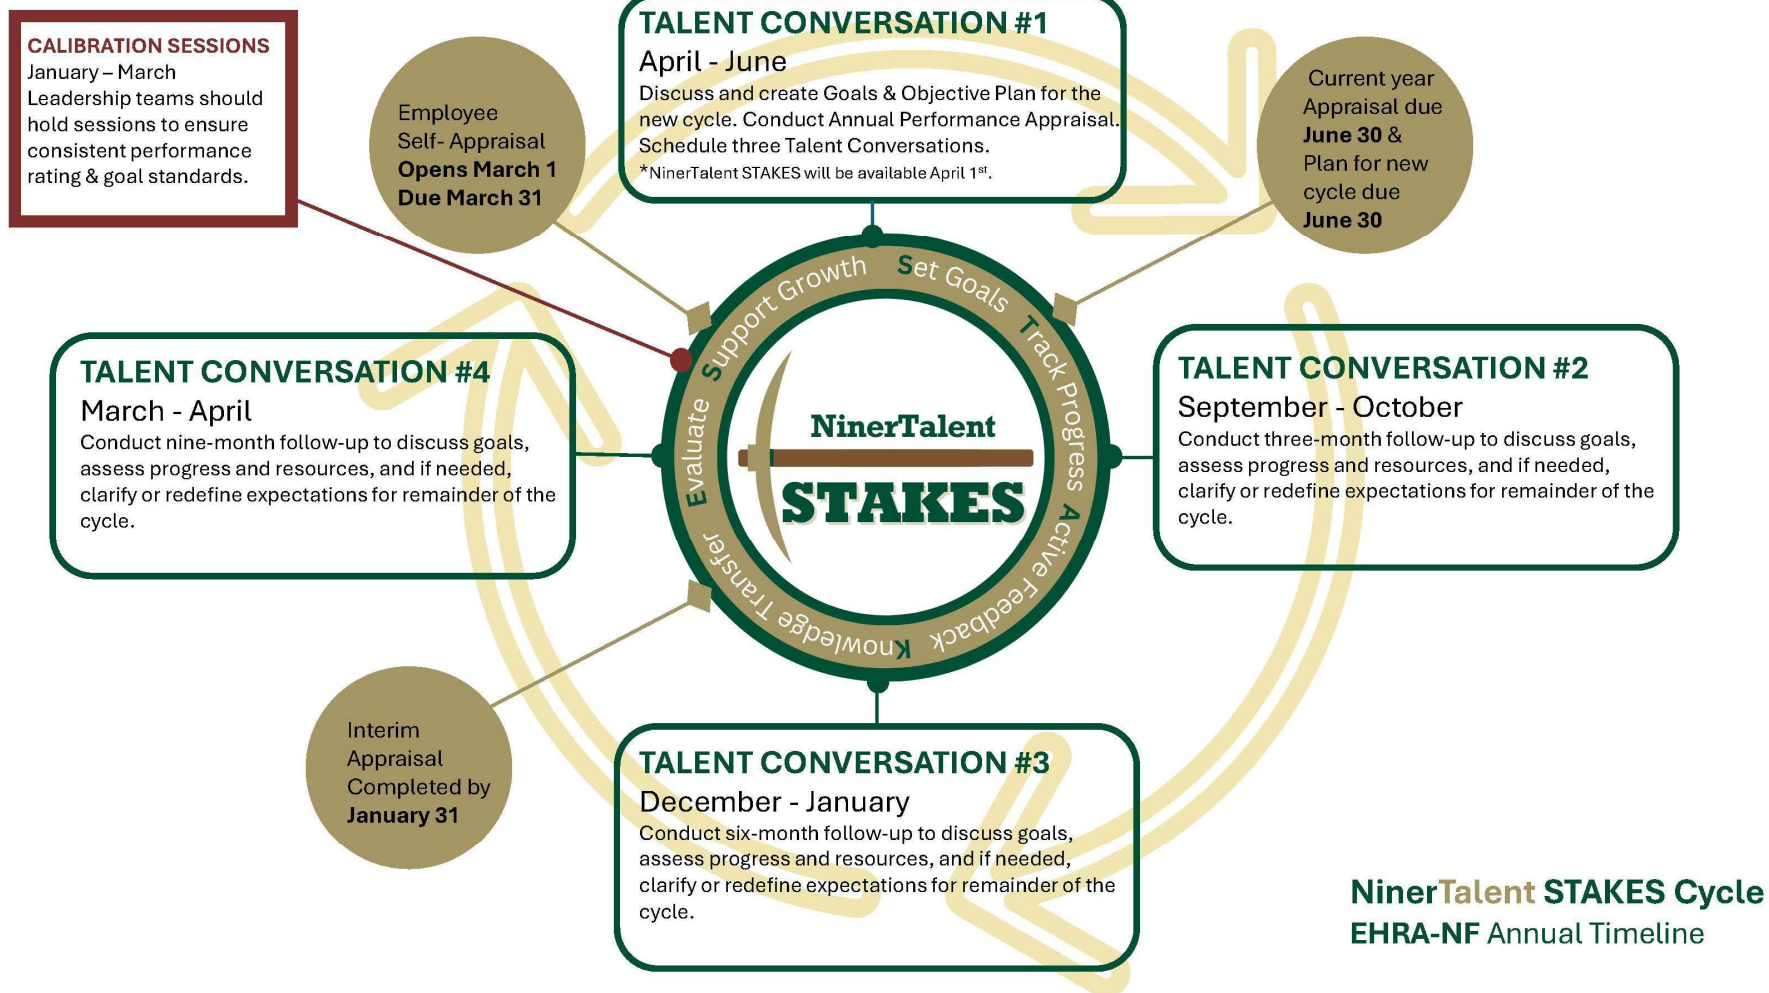 CALIBRATION SESSIONS
January – March
Leadership teams should
hold sessions to ensure
consistent performance
rating & goal standards.
Employee
Self- Appraisal
Opens March 1
Due March 31
TALENT CONVERSATION #1
April - June
Discuss and create Goals & Objective Plan for the
new cycle. Conduct Annual Performance Appraisal.
Schedule three Talent Conversations.
*NinerTalent STAKES will be available April 1st.
Current year
Appraisal due
June 30 &
Plan for new
cycle due
June 30
TALENT CONVERSATION #4
March - April
Conduct nine-month follow-up to discuss goals,
assess progress and resources, and if needed,
clarify or redefine expectations for remainder of the
cycle.
Set Goals
Track Progress
Active Feedback
Knowledge Transfer
Evaluate
Support Growth
NinerTalent
STAKES
TALENT CONVERSATION #2
September - October
Conduct three-month follow-up to discuss goals,
assess progress and resources, and if needed,
clarify or redefine expectations for remainder of the
cycle.
Interim
Appraisal
Completed by
January 31
TALENT CONVERSATION #3
December - January
Conduct six-month follow-up to discuss goals,
assess progress and resources, and if needed,
clarify or redefine expectations for remainder of the
cycle.
NinerTalent STAKES Cycle
EHRA-NF Annual Timeline